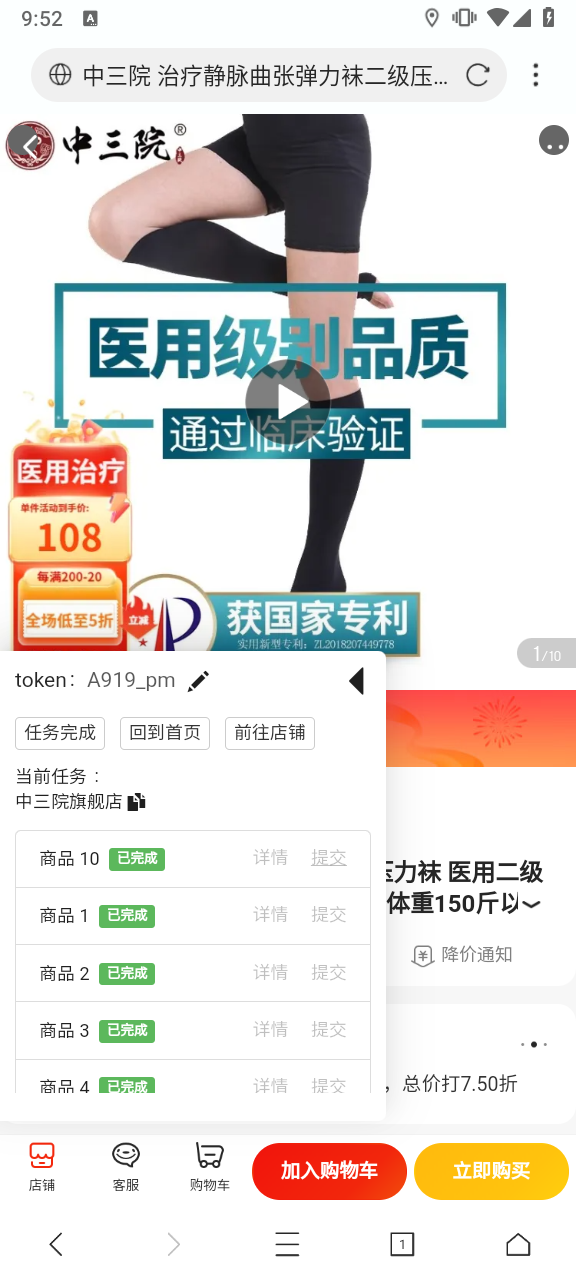 9:52
A
中三院 治疗静脉曲张弹力袜二级压...
中三院®
医用级别品质
通过临床验证
医用治疗
单件活动到手价:
108
每满200-20
全场低至5折
立减
获国家专利
实用新型专利: ZL2018207449778
1/10
token: A919_pm
任务完成 回到首页 前往店铺
当前任务:
中三院旗舰店
商品 10 已完成 详情 提交
商品 1 已完成 详情 提交
商品 2 已完成 详情 提交
商品 3 已完成 详情 提交
商品 4 已完成 详情 提交
压力袜 医用二级
体重150斤以
降价通知
，总价打7.50折
店铺 客服 购物车 加入购物车 立即购买
1